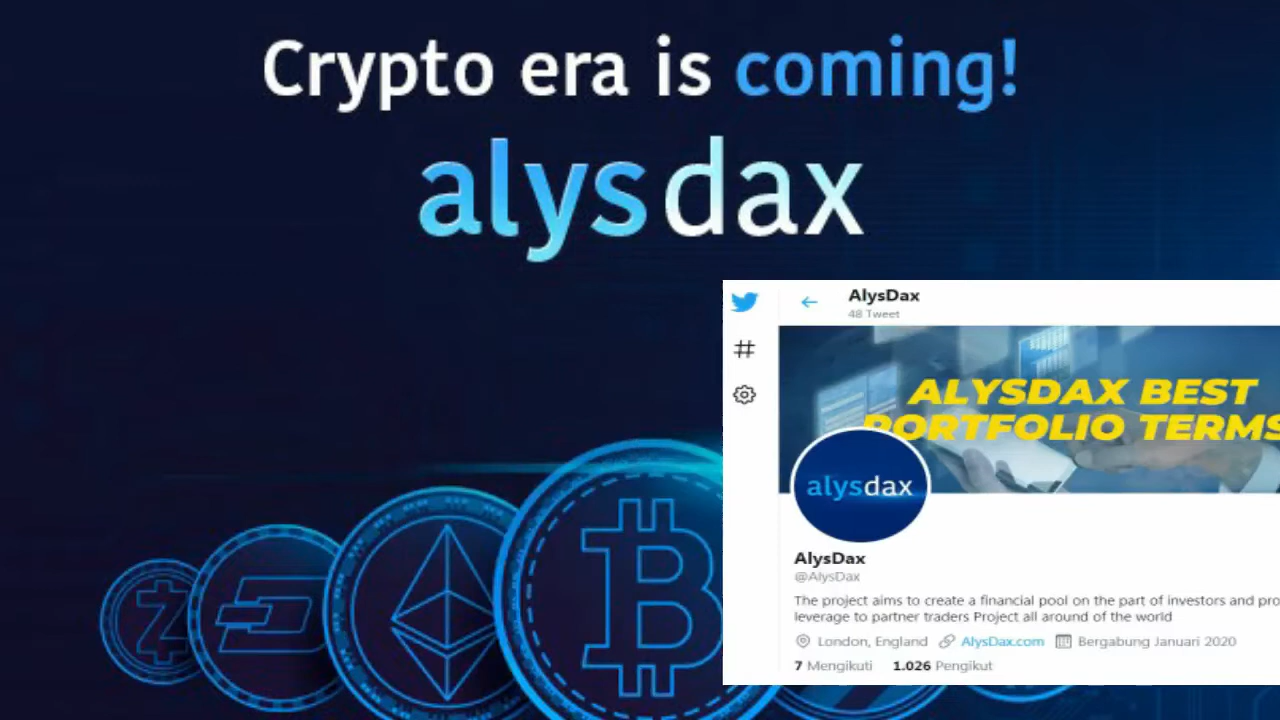 Crypto era is coming!
alysdax
AlysDax
48 Tweet
ALYSDAX BEST
PORTFOLIO TERMS
alysdax
AlysDax
@AlysDax
The project aims to create a financial pool on the part of investors and pro
leverage to partner traders Project all around of the world
London, England AlysDax.com Bergabung Januari 2020
7 Mengikuti 1.026 Pengikut